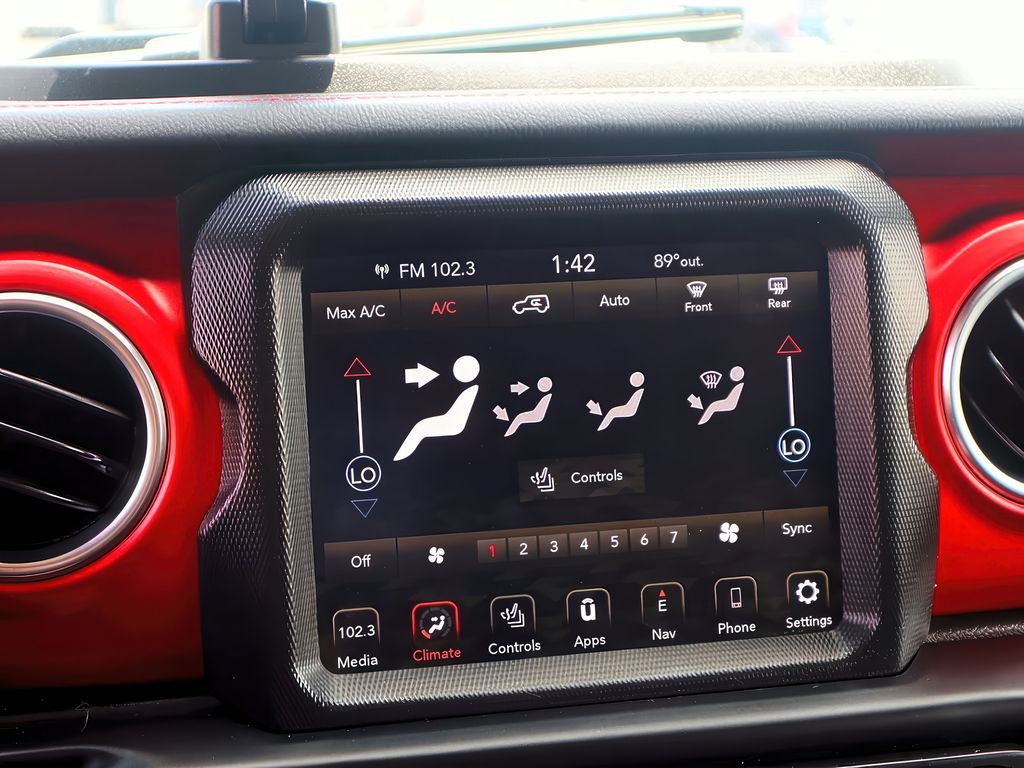 FM 102.3 1:42 89°out.
Max A/C A/C Auto Front Rear
LO LO
Controls
Off 1 2 3 4 5 6 7 Sync
102.3 ü E
Media Climate Controls Apps Nav Phone Settings